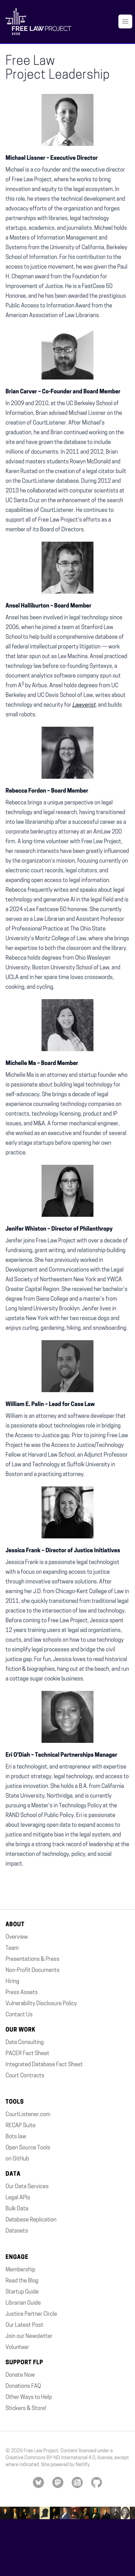 FREE LAW PROJECT
Free Law
Project Leadership
Michael Lissner – Executive Director
Michael is a co-founder and the executive director
of Free Law Project, where he works to bring
innovation and equity to the legal ecosystem. In
this role, he shares the technical development and
advocacy efforts of the organization and forges
partnerships with libraries, legal technology
startups, academics, and journalists. Michael holds
a Masters of Information Management and
Systems from the University of California, Berkeley
School of Information. For his contribution to the
access to justice movement, he was given the Paul
H. Chapman award from the Foundation for
Improvement of Justice. He is a FastCase 50
Honoree, and he has been awarded the prestigious
Public Access to Information Award from the
American Association of Law Librarians.
Brian Carver – Co-Founder and Board Member
In 2009 and 2010, at the UC Berkeley School of
Information, Brian advised Michael Lissner on the
creation of CourtListener. After Michael's
graduation, he and Brian continued working on the
site and have grown the database to include
millions of documents. In 2011 and 2012, Brian
advised masters students Rowyn McDonald and
Karen Rustad on the creation of a legal citator built
in the CourtListener database. During 2012 and
2013 he collaborated with computer scientists at
UC Santa Cruz on the enhancement of the search
capabilities of CourtListener. He continues to
support all of Free Law Project's efforts as a
member of its Board of Directors.
Ansel Halliburton – Board Member
Ansel has been involved in legal technology since
2006, when he joined a team at Stanford Law
School to help build a comprehensive database of
all federal intellectual property litigation — work
that later spun out as Lex Machina. Ansel practiced
technology law before co-founding Syntexys, a
patent analytics software company spun out
from A³ by Airbus. Ansel holds degrees from UC
Berkeley and UC Davis School of Law, writes about
technology and security for Lawyerist, and builds
small robots.
Rebecca Fordon – Board Member
Rebecca brings a unique perspective on legal
technology and legal research, having transitioned
into law librarianship after a successful career as a
corporate bankruptcy attorney at an AmLaw 200
firm. A long-time volunteer with Free Law Project,
her research interests have been closely intertwined
with the organization's mission, including studying
electronic court records, legal citations, and
expanding open access to legal information.
Rebecca frequently writes and speaks about legal
technology and generative AI in the legal field and is
a 2024 vLex Fastcase 50 honoree. She currently
serves as a Law Librarian and Assistant Professor
of Professional Practice at The Ohio State
University's Moritz College of Law, where she brings
her expertise to both the classroom and the library.
Rebecca holds degrees from Ohio Wesleyan
University, Boston University School of Law, and
UCLA and in her spare time loves crosswords,
cooking, and cycling.
Michelle Ma – Board Member
Michelle Ma is an attorney and startup founder who
is passionate about building legal technology for
self-advocacy. She brings a decade of legal
experience counseling technology companies on
contracts, technology licensing, product and IP
issues, and M&A. A former mechanical engineer,
she worked as an executive and founder of several
early stage startups before opening her own
practice.
Jenifer Whiston – Director of Philanthropy
Jenifer joins Free Law Project with over a decade of
fundraising, grant writing, and relationship-building
experience. She has previously worked in
Development and Communications with the Legal
Aid Society of Northeastern New York and YWCA
Greater Capital Region. She received her bachelor's
degree from Siena College and a master's from
Long Island University Brooklyn. Jenifer lives in
upstate New York with her two rescue dogs and
enjoys curling, gardening, hiking, and snowboarding.
William E. Palin – Lead for Case Law
William is an attorney and software developer that
is passionate about technologies role in bridging
the Access-to-Justice gap. Prior to joining Free Law
Project he was the Access to Justice/Technology
Fellow at Harvard Law School, an Adjunct Professor
of Law and Technology at Suffolk University in
Boston and a practicing attorney.
Jessica Frank – Director of Justice Initiatives
Jessica Frank is a passionate legal technologist
with a focus on expanding access to justice
through innovative software solutions. After
earning her J.D. from Chicago-Kent College of Law in
2011, she quickly transitioned from traditional legal
practice to the intersection of law and technology.
Before coming to Free Law Project, Jessica spent
12 years training users at legal aid organizations,
courts, and law schools on how to use technology
to simplify legal processes and bridge the civil
justice gap. For fun, Jessica loves to read historical
fiction & biographies, hang out at the beach, and run
a cottage sugar cookie business.
Eri O'Diah – Technical Partnerships Manager
Eri a technologist, and entrepreneur with expertise
in product strategy, legal technology, and access to
justice innovation. She holds a B.A. from California
State University, Northridge, and is currently
pursuing a Master's in Technology Policy at the
RAND School of Public Policy. Eri is passionate
about leveraging open data to expand access to
justice and mitigate bias in the legal system, and
she brings a strong track record of leadership at the
intersection of technology, policy, and social
impact.
ABOUT
Overview
Team
Presentations & Press
Non-Profit Documents
Hiring
Press Assets
Vulnerability Disclosure Policy
Contact Us
OUR WORK
Data Consulting
PACER Fact Sheet
Integrated Database Fact Sheet
Court Contracts
TOOLS
CourtListener.com
RECAP Suite
Bots.law
Open Source Tools
on GitHub
DATA
Our Data Services
Legal APIs
Bulk Data
Database Replication
Datasets
ENGAGE
Membership
Read the Blog
Startup Guide
Librarian Guide
Justice Partner Circle
Our Latest Post
Join our Newsletter
Volunteer
SUPPORT FLP
Donate Now
Donations FAQ
Other Ways to Help
Stickers & Store!
© 2026 Free Law Project. Content licensed under a
Creative Commons BY-ND international 4.0, license, except
where indicated. Site powered by Netlify.